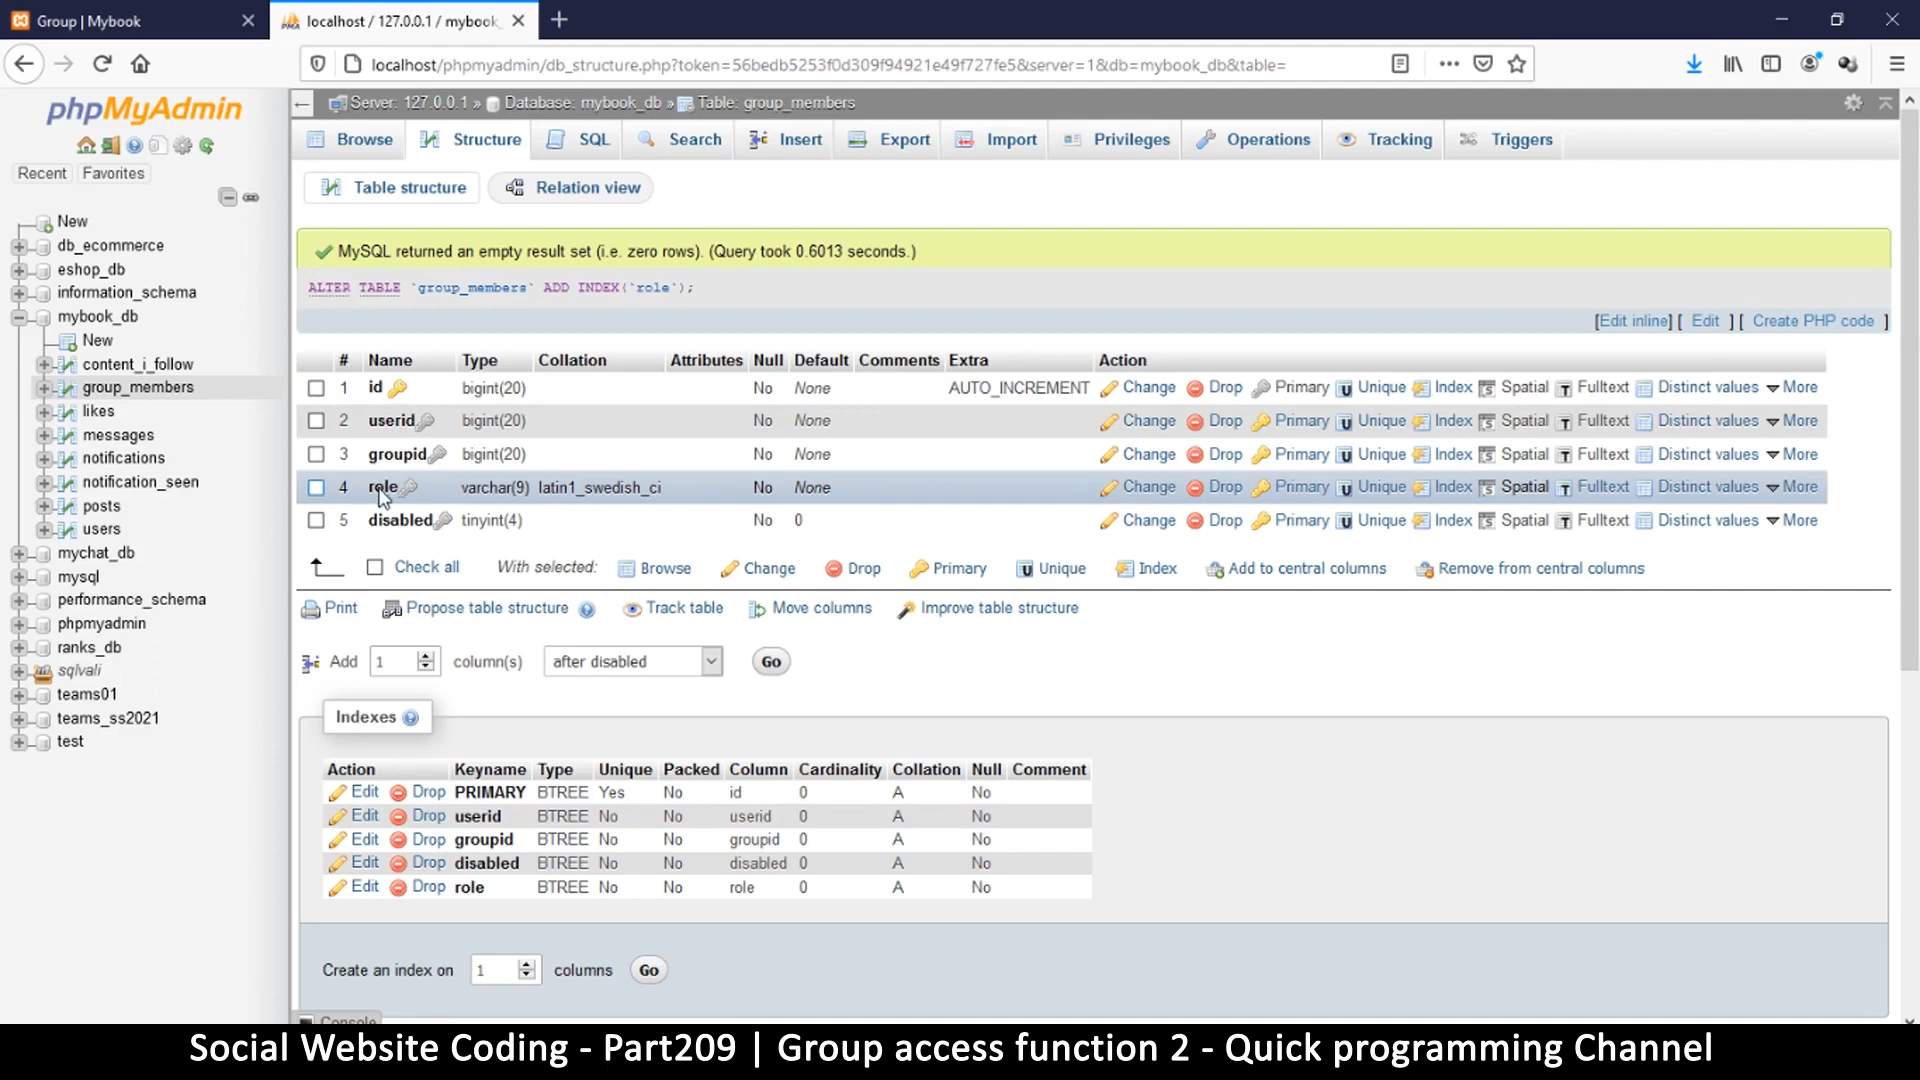 Group | Mybook
localhost / 127.0.0.1 / mybook_
localhost/phpmyadmin/db_structure.php?token=56bedb5253f0d309f94921e49f727fe5&server=1&db=mybook_db&table=
phpMyAdmin
Recent Favorites
New
db_ecommerce
eshop_db
information_schema
mybook_db
New
content_i_follow
group_members
likes
messages
notifications
notification_seen
posts
users
mychat_db
mysql
performance_schema
phpmyadmin
ranks_db
sqlvali
teams01
teams_ss2021
test
Server: 127.0.0.1 » Database: mybook_db » Table: group_members
Browse Structure SQL Search Insert Export Import Privileges Operations Tracking Triggers
Table structure Relation view
MySQL returned an empty result set (i.e. zero rows). (Query took 0.6013 seconds.)
ALTER TABLE `group_members` ADD INDEX(`role`);
[Edit inline] [ Edit ] [ Create PHP code ]
# Name Type Collation Attributes Null Default Comments Extra Action
1 id bigint(20) No None AUTO_INCREMENT Change Drop Primary Unique Index Spatial Fulltext Distinct values More
2 userid bigint(20) No None Change Drop Primary Unique Index Spatial Fulltext Distinct values More
3 groupid bigint(20) No None Change Drop Primary Unique Index Spatial Fulltext Distinct values More
4 role varchar(9) latin1_swedish_ci No None Change Drop Primary Unique Index Spatial Fulltext Distinct values More
5 disabled tinyint(4) No 0 Change Drop Primary Unique Index Spatial Fulltext Distinct values More
Check all With selected: Browse Change Drop Primary Unique Index Add to central columns Remove from central columns
Print Propose table structure Track table Move columns Improve table structure
Add 1 column(s) after disabled Go
Indexes
Action Keyname Type Unique Packed Column Cardinality Collation Null Comment
Edit Drop PRIMARY BTREE Yes No id 0 A No
Edit Drop userid BTREE No No userid 0 A No
Edit Drop groupid BTREE No No groupid 0 A No
Edit Drop disabled BTREE No No disabled 0 A No
Edit Drop role BTREE No No role 0 A No
Create an index on 1 columns Go
Console
Social Website Coding - Part209 | Group access function 2 - Quick programming Channel